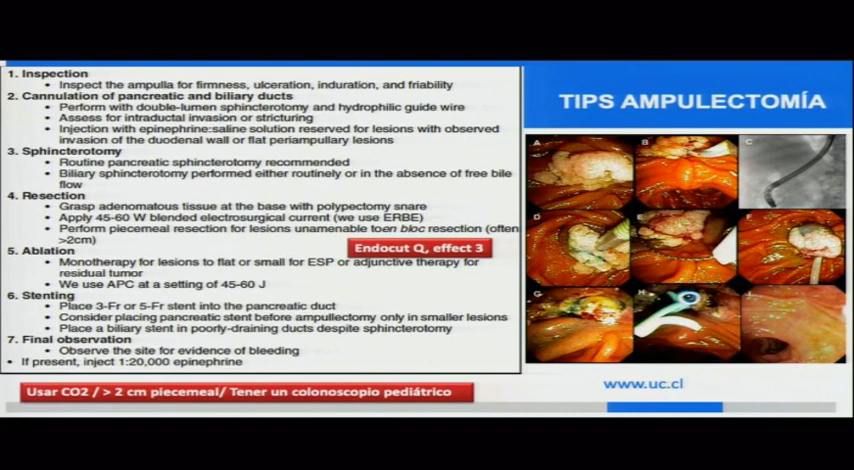 1. Inspection
• Inspect the ampulla for firmness, ulceration, induration, and friability
2. Cannulation of pancreatic and biliary ducts
• Perform with double-lumen sphincterotomy and hydrophilic guide wire
• Assess for intraductal invasion or stricturing
• Injection with epinephrine:saline solution reserved for lesions with observed
invasion of the duodenal wall or flat periampullary lesions
3. Sphincterotomy
• Routine pancreatic sphincterotomy recommended
• Biliary sphincterotomy performed either routinely or in the absence of free bile
flow
4. Resection
• Grasp adenomatous tissue at the base with polypectomy snare
• Apply 45-60 W blended electrosurgical current (we use ERBE)
• Perform piecemeal resection for lesions unamenable toen bloc resection (often
>2cm)
Endocut Q, effect 3
5. Ablation
• Monotherapy for lesions to flat or small for ESP or adjunctive therapy for
residual tumor
• We use APC at a setting of 45-60 J
6. Stenting
• Place 3-Fr or 5-Fr stent into the pancreatic duct
• Consider placing pancreatic stent before ampullectomy only in smaller lesions
• Place a biliary stent in poorly-draining ducts despite sphincterotomy
7. Final observation
• Observe the site for evidence of bleeding
• If present, inject 1:20,000 epinephrine
Usar CO2 / > 2 cm piecemeal/ Tener un colonoscopio pediátrico
TIPS AMPULECTOMÍA
A
B
C
D
E
F
G
H
www.uc.cl